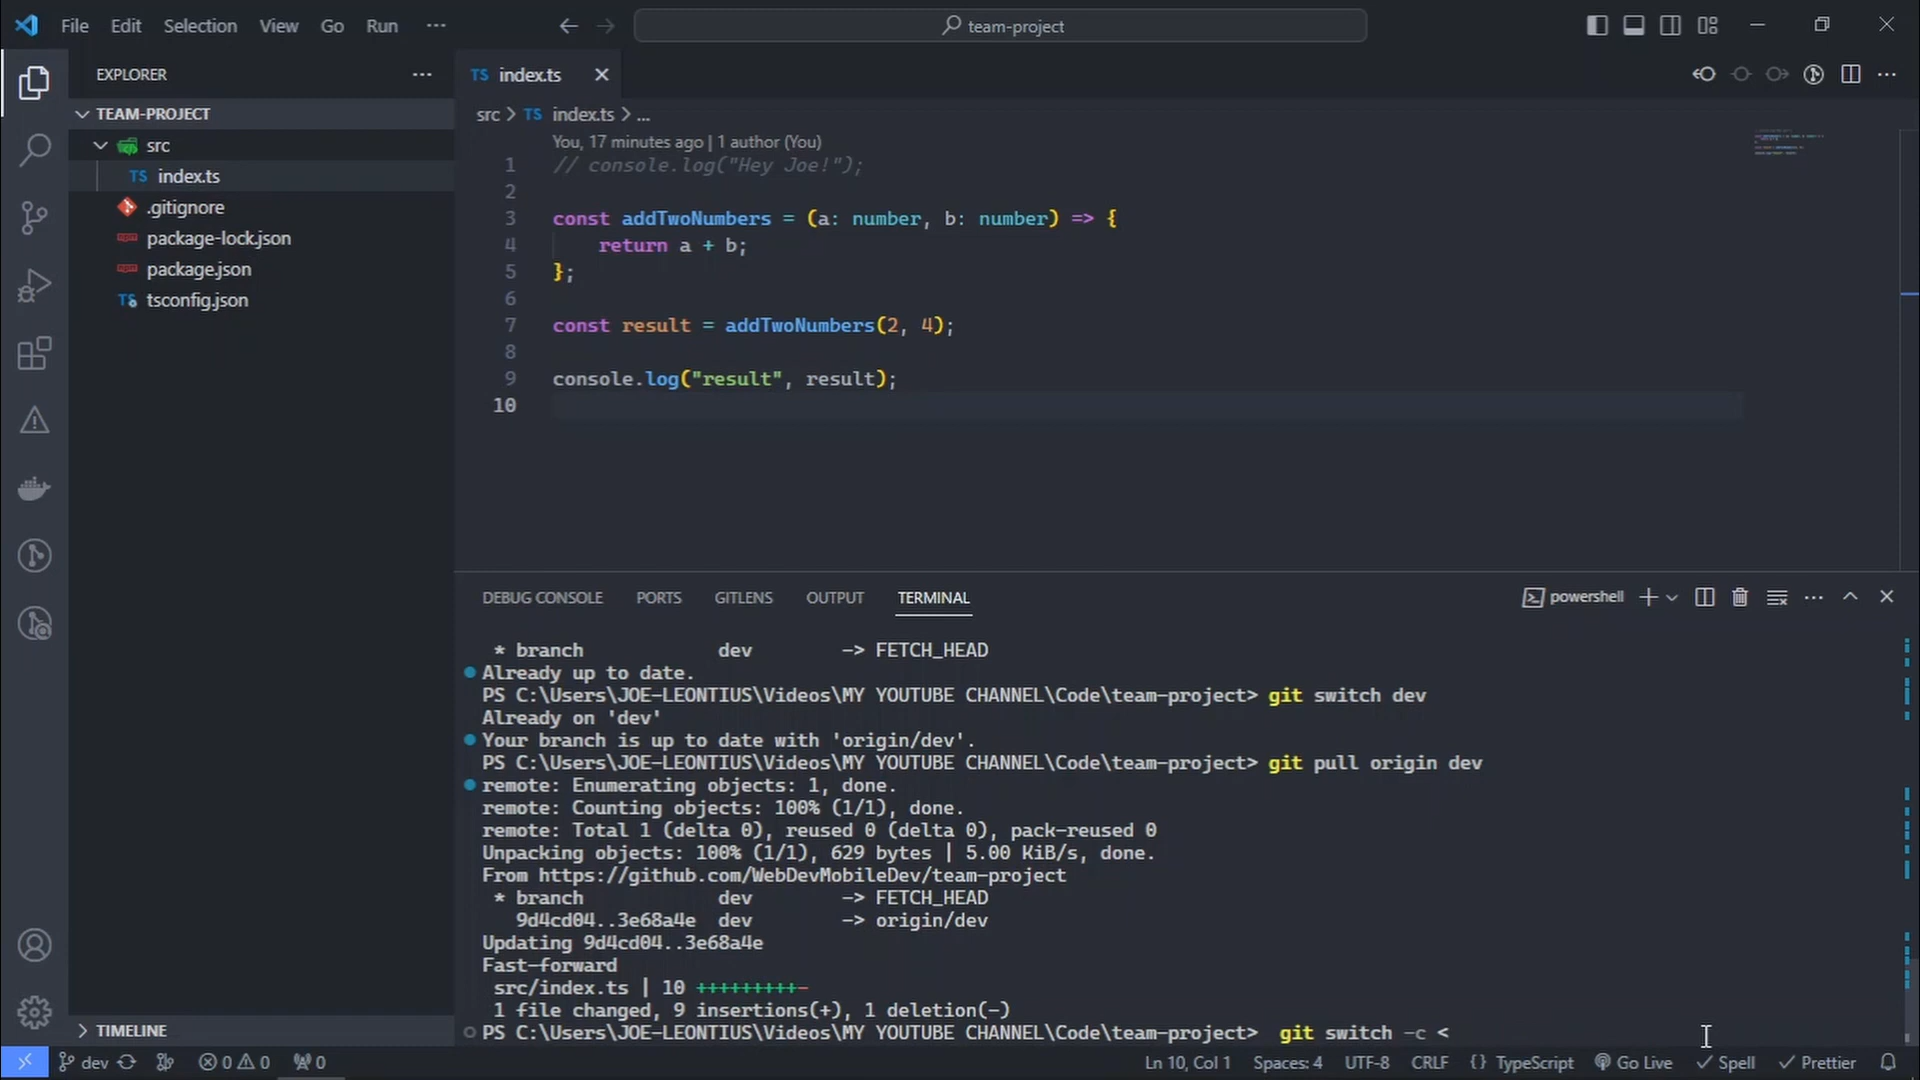 File Edit Selection View Go Run ···
team-project
EXPLORER ···
TEAM-PROJECT
src
TS index.ts
.gitignore
package-lock.json
package.json
TS tsconfig.json
TIMELINE
TS index.ts
src > TS index.ts > ...
You, 17 minutes ago | 1 author (You)
1 // console.log("Hey Joe!");
2
3 const addTwoNumbers = (a: number, b: number) => {
4 return a + b;
5 };
6
7 const result = addTwoNumbers(2, 4);
8
9 console.log("result", result);
10
DEBUG CONSOLE PORTS GITLENS OUTPUT TERMINAL
powershell
* branch dev -> FETCH_HEAD
Already up to date.
PS C:\Users\JOE-LEONTIUS\Videos\MY YOUTUBE CHANNEL\Code\team-project> git switch dev
Already on 'dev'
Your branch is up to date with 'origin/dev'.
PS C:\Users\JOE-LEONTIUS\Videos\MY YOUTUBE CHANNEL\Code\team-project> git pull origin dev
remote: Enumerating objects: 1, done.
remote: Counting objects: 100% (1/1), done.
remote: Total 1 (delta 0), reused 0 (delta 0), pack-reused 0
Unpacking objects: 100% (1/1), 629 bytes | 5.00 KiB/s, done.
From https://github.com/WebDevMobileDev/team-project
* branch dev -> FETCH_HEAD
9d4cd04..3e68a4e dev -> origin/dev
Updating 9d4cd04..3e68a4e
Fast-forward
src/index.ts | 10 +++++++++-
1 file changed, 9 insertions(+), 1 deletion(-)
PS C:\Users\JOE-LEONTIUS\Videos\MY YOUTUBE CHANNEL\Code\team-project> git switch -c <
dev 0 0 0 Ln 10, Col 1 Spaces: 4 UTF-8 CRLF {} TypeScript Go Live Spell Prettier